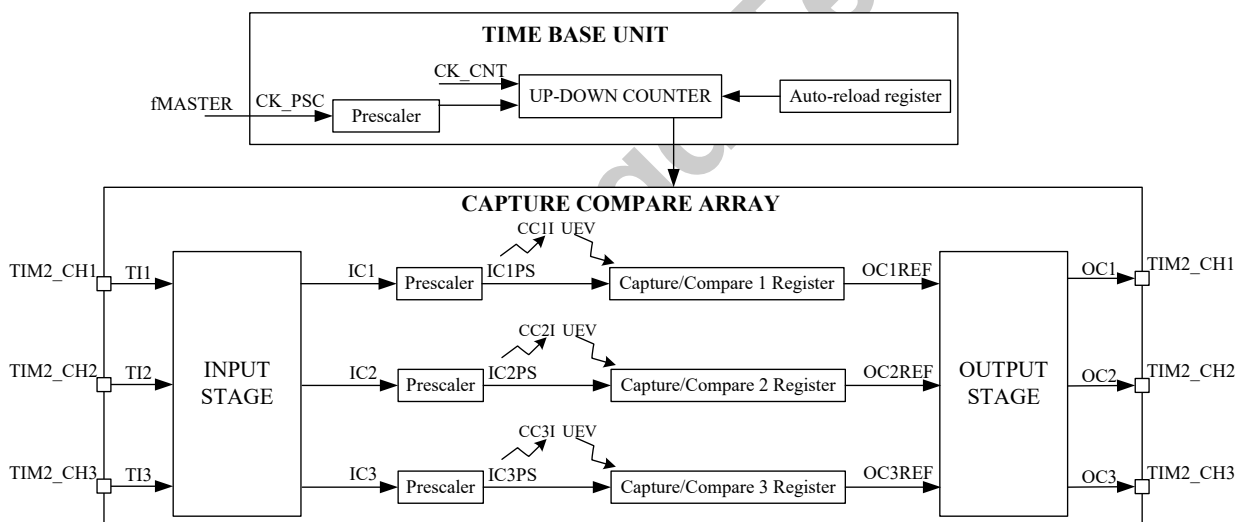 TIME BASE UNIT
CK_CNT
fMASTER CK_PSC Prescaler UP-DOWN COUNTER Auto-reload register
CAPTURE COMPARE ARRAY
CC1I UEV
TIM2_CH1 TI1 IC1 Prescaler IC1PS Capture/Compare 1 Register OC1REF OC1 TIM2_CH1
CC2I UEV
TIM2_CH2 TI2 INPUT STAGE IC2 Prescaler IC2PS Capture/Compare 2 Register OC2REF OUTPUT STAGE OC2 TIM2_CH2
CC3I UEV
TIM2_CH3 TI3 IC3 Prescaler IC3PS Capture/Compare 3 Register OC3REF OC3 TIM2_CH3